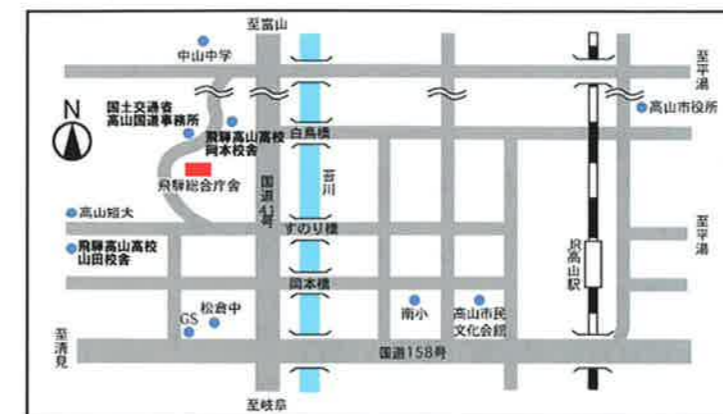 至富山
中山中学
至平湯
N
国土交通省
高山国道事務所
飛騨高山高校
岡本校舎
白鳥橋
高山市役所
飛騨総合庁舎
国道41号
苔川
高山短大
すのり橋
至平湯
飛騨高山高校
山田校舎
JR高山駅
岡本橋
松倉中
GS
南小
高山市民
文化会館
至清見
国道158号
至岐阜